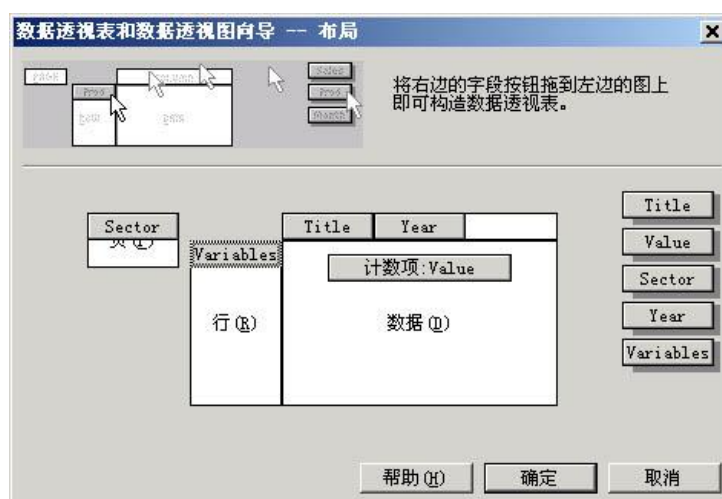 数据透视表和数据透视图向导 -- 布局
将右边的字段按钮拖到左边的图上
即可构造数据透视表。
Sector
Title
Year
Variables
计数项:Value
行(R)
数据(D)
Title
Value
Sector
Year
Variables
帮助(H)
确定
取消